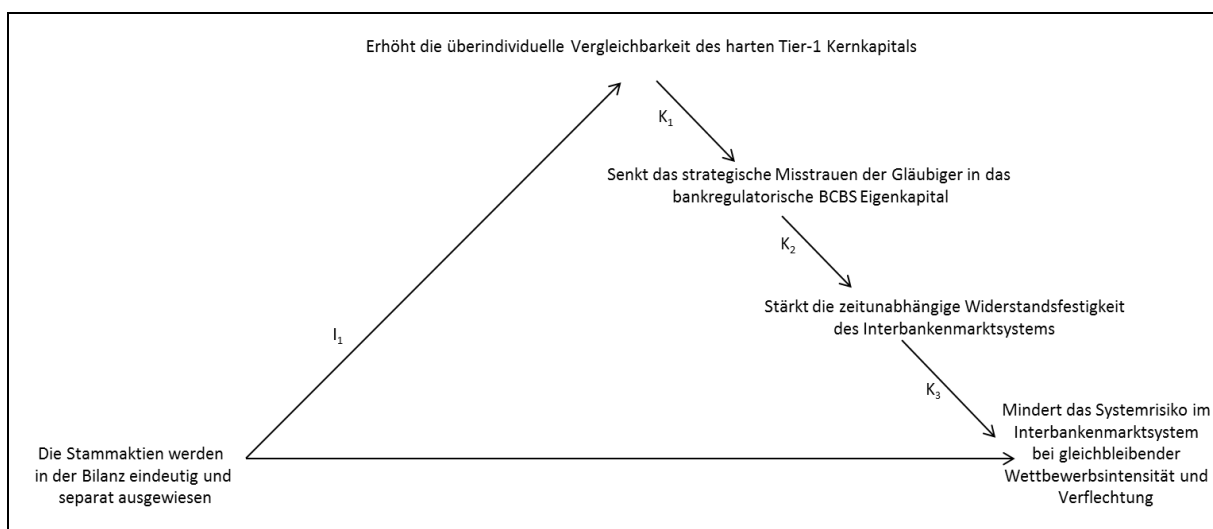 Erhöht die überindividuelle Vergleichbarkeit des harten Tier-1 Kernkapitals
K₁
Senkt das strategische Misstrauen der Gläubiger in das
bankregulatorische BCBS Eigenkapital
K₂
Stärkt die zeitunabhängige Widerstandsfestigkeit
des Interbankenmarktsystems
I₁
K₃
Die Stammaktien werden
in der Bilanz eindeutig und
separat ausgewiesen
Mindert das Systemrisiko im
Interbankenmarktsystem
bei gleichbleibender
Wettbewerbsintensität und
Verflechtung